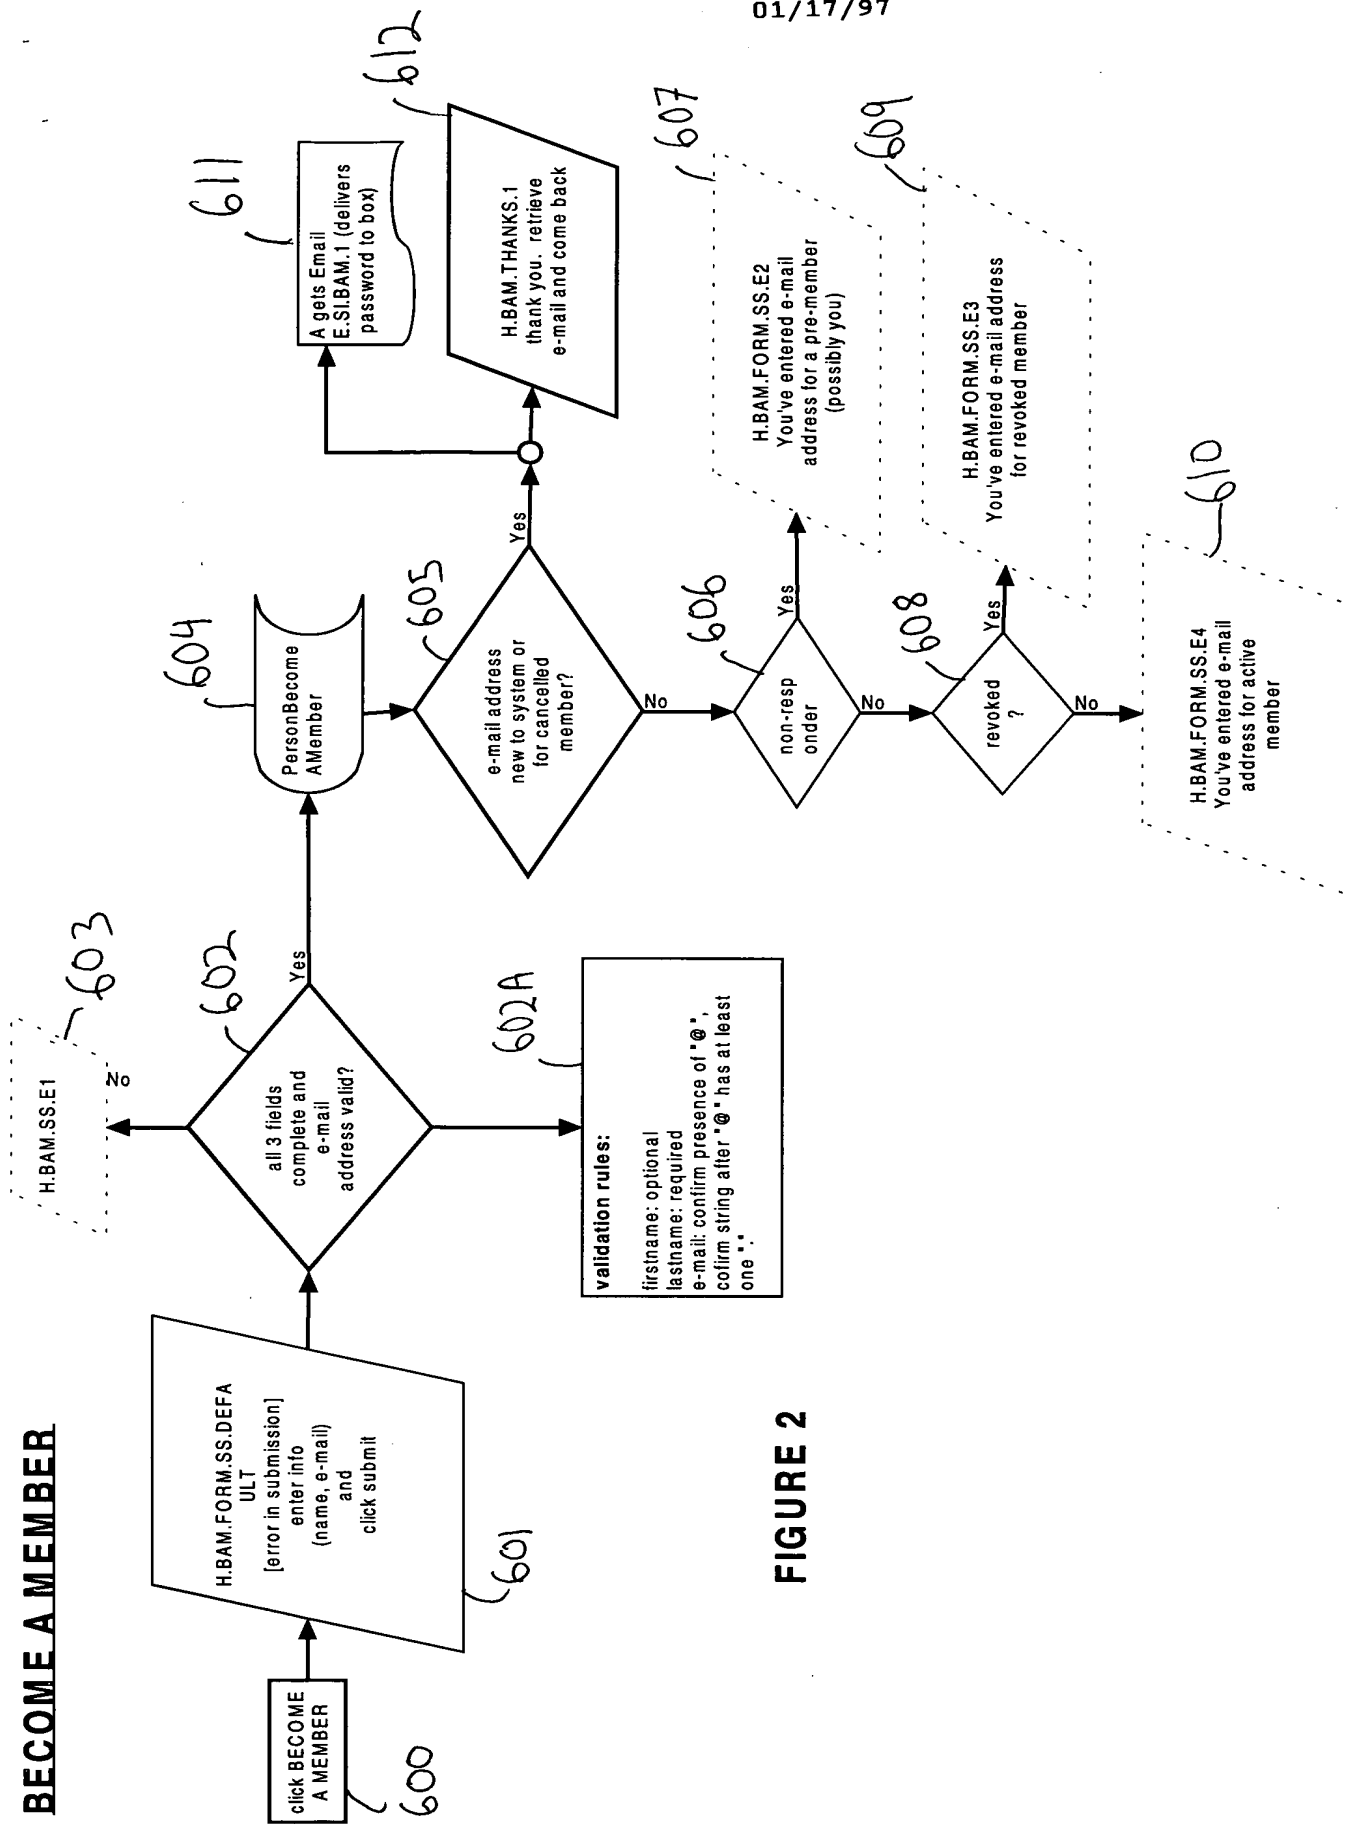 01/17/97
BECOME A MEMBER
click BECOME
A MEMBER
600
H.BAM.FORM.SS.DEFA
ULT
[error in submission]
enter info
(name, e-mail)
and
click submit
601
all 3 fields
complete and
e-mail
address valid?
602
No
H.BAM.SS.E1
603
Yes
validation rules:
firstname: optional
lastname: required
e-mail: confirm presence of "@",
cofirm string after "@" has at least
one "."
602A
PersonBecome
AMember
604
e-mail address
new to system or
for cancelled
member?
605
Yes
A gets Email
E.SI.BAM.1 (delivers
password to box)
611
H.BAM.THANKS.1
thank you. retrieve
e-mail and come back
612
No
non-resp
onder
606
Yes
H.BAM.FORM.SS.E2
You've entered e-mail
address for a pre-member
(possibly you)
607
No
revoked
?
608
Yes
H.BAM.FORM.SS.E3
You've entered e-mail address
for revoked member
609
No
H.BAM.FORM.SS.E4
You've entered e-mail
address for active
member
610
FIGURE 2